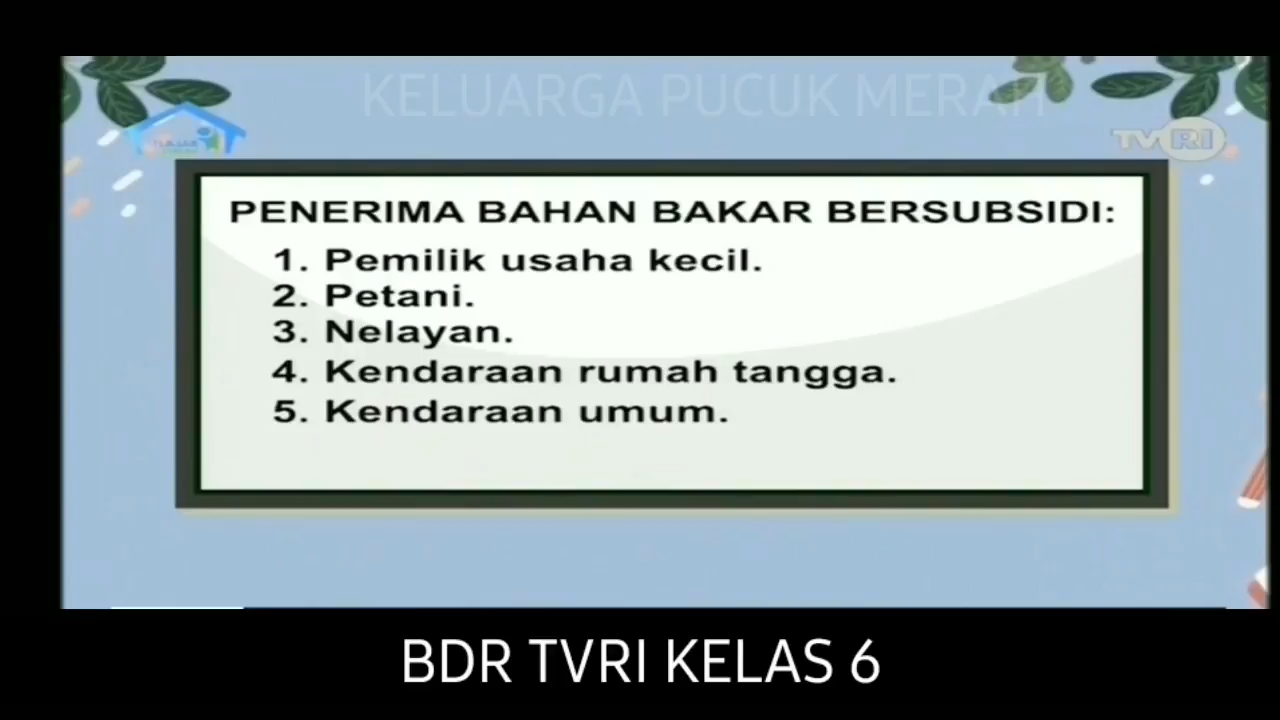 KELUARGA PUCUK MERAH
TVRI
PENERIMA BAHAN BAKAR BERSUBSIDI:
1. Pemilik usaha kecil.
2. Petani.
3. Nelayan.
4. Kendaraan rumah tangga.
5. Kendaraan umum.
BDR TVRI KELAS 6